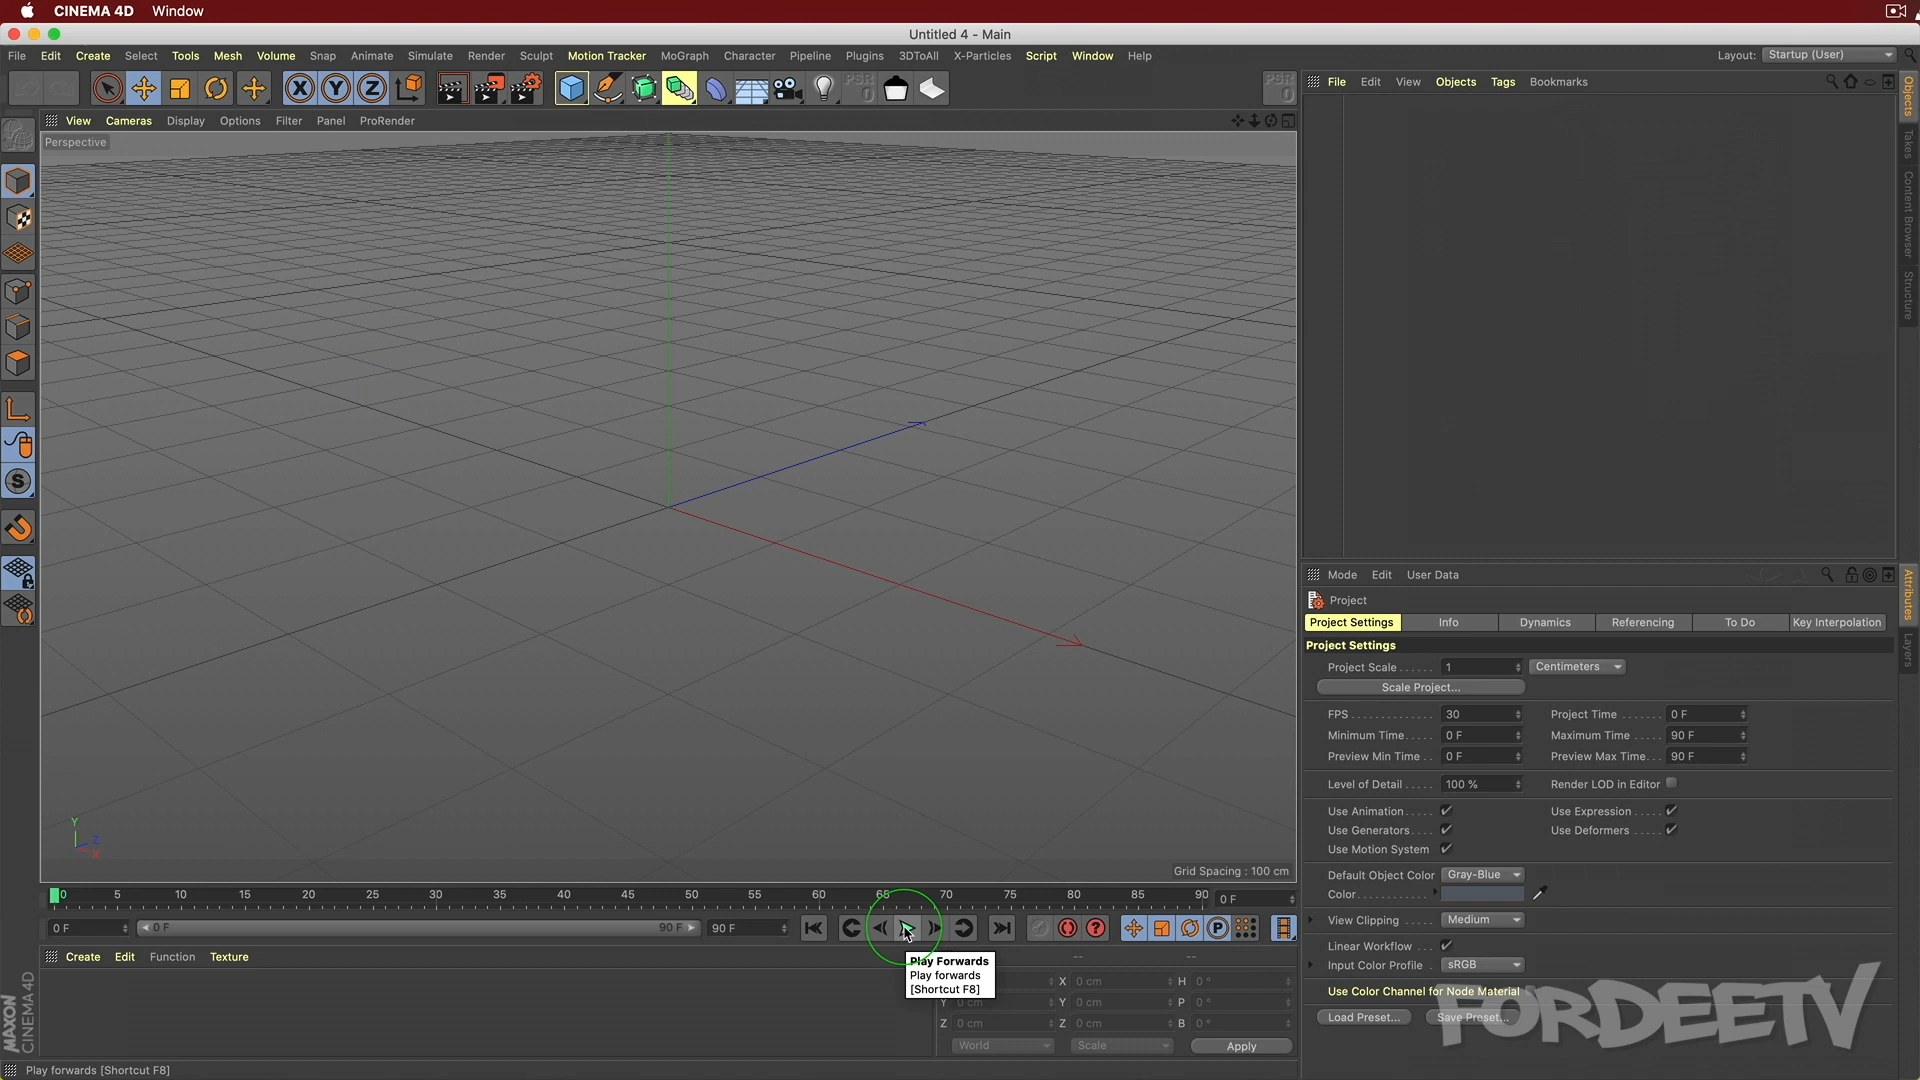 CINEMA 4D Window
Untitled 4 - Main
File Edit Create Select Tools Mesh Volume Snap Animate Simulate Render Sculpt Motion Tracker MoGraph Character Pipeline Plugins 3DToAll X-Particles Script Window Help Layout: Startup (User)
X Y Z PSR 0 PSR 0
File Edit View Objects Tags Bookmarks
View Cameras Display Options Filter Panel ProRender
Perspective
Objects
Takes
Content Browser
Structure
S
Y
Z
X
Grid Spacing : 100 cm
Mode Edit User Data
Project
Project Settings Info Dynamics Referencing To Do Key Interpolation
Project Settings
Project Scale ...... 1 Centimeters
Scale Project...
FPS ............. 30 Project Time ....... 0 F
Minimum Time ..... 0 F Maximum Time ..... 90 F
Preview Min Time .. 0 F Preview Max Time... 90 F
Level of Detail ..... 100 % Render LOD in Editor
Use Animation ..... Use Expression .....
Use Generators .... Use Deformers .....
Use Motion System
Default Object Color Gray-Blue
Color ............
View Clipping ..... Medium
Linear Workflow ...
Input Color Profile . sRGB
Use Color Channel for Node Material
Load Preset... Save Preset...
Attributes
Layers
0 5 10 15 20 25 30 35 40 45 50 55 60 65 70 75 80 85 90 0 F
0 F 0 F 90 F 90 F ? P
Create Edit Function Texture -- --
Play Forwards
Play forwards
[Shortcut F8]
X 0 cm H 0 °
Y 0 cm Y 0 cm P 0 °
Z 0 cm Z 0 cm B 0 °
World Scale Apply
MAXON
CINEMA 4D
Play forwards [Shortcut F8]
FORDEETV